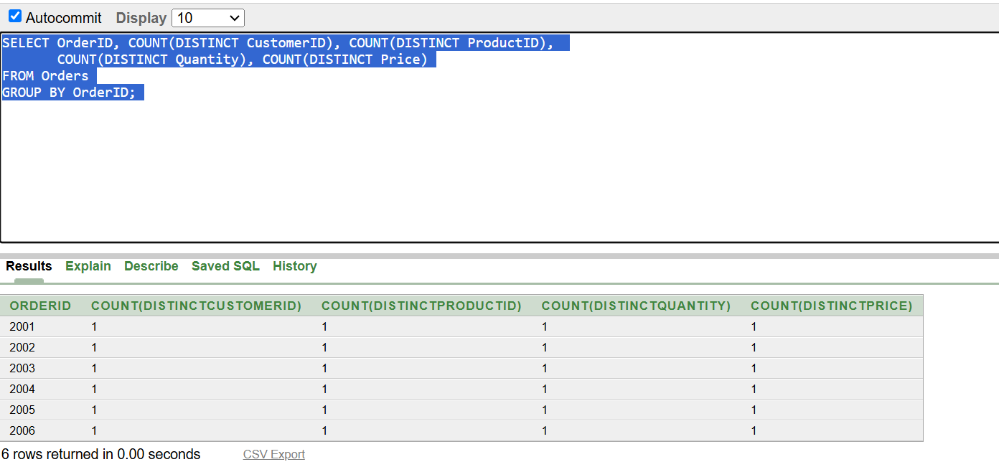 Autocommit Display 10
SELECT OrderID, COUNT(DISTINCT CustomerID), COUNT(DISTINCT ProductID),
COUNT(DISTINCT Quantity), COUNT(DISTINCT Price)
FROM Orders
GROUP BY OrderID;
Results Explain Describe Saved SQL History
ORDERID COUNT(DISTINCTCUSTOMERID) COUNT(DISTINCTPRODUCTID) COUNT(DISTINCTQUANTITY) COUNT(DISTINCTPRICE)
2001 1 1 1 1
2002 1 1 1 1
2003 1 1 1 1
2004 1 1 1 1
2005 1 1 1 1
2006 1 1 1 1
6 rows returned in 0.00 seconds CSV Export